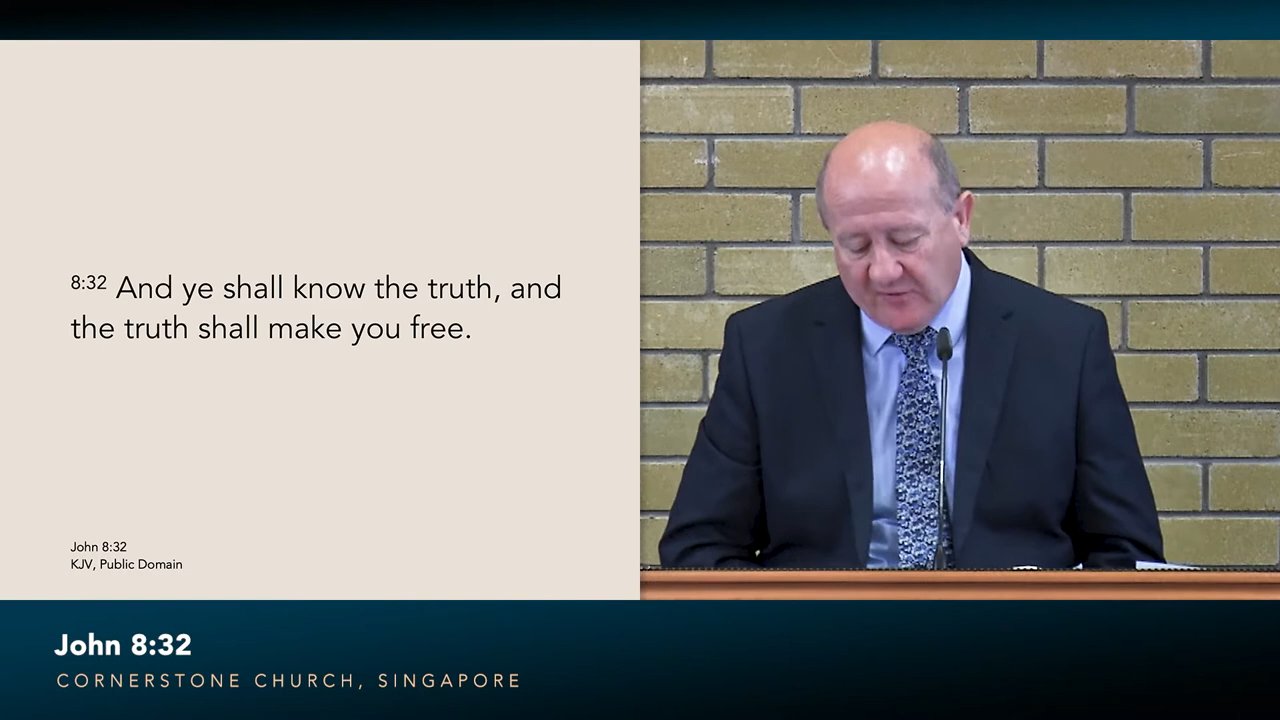 8:32 And ye shall know the truth, and
the truth shall make you free.
John 8:32
KJV, Public Domain
John 8:32
CORNERSTONE CHURCH, SINGAPORE